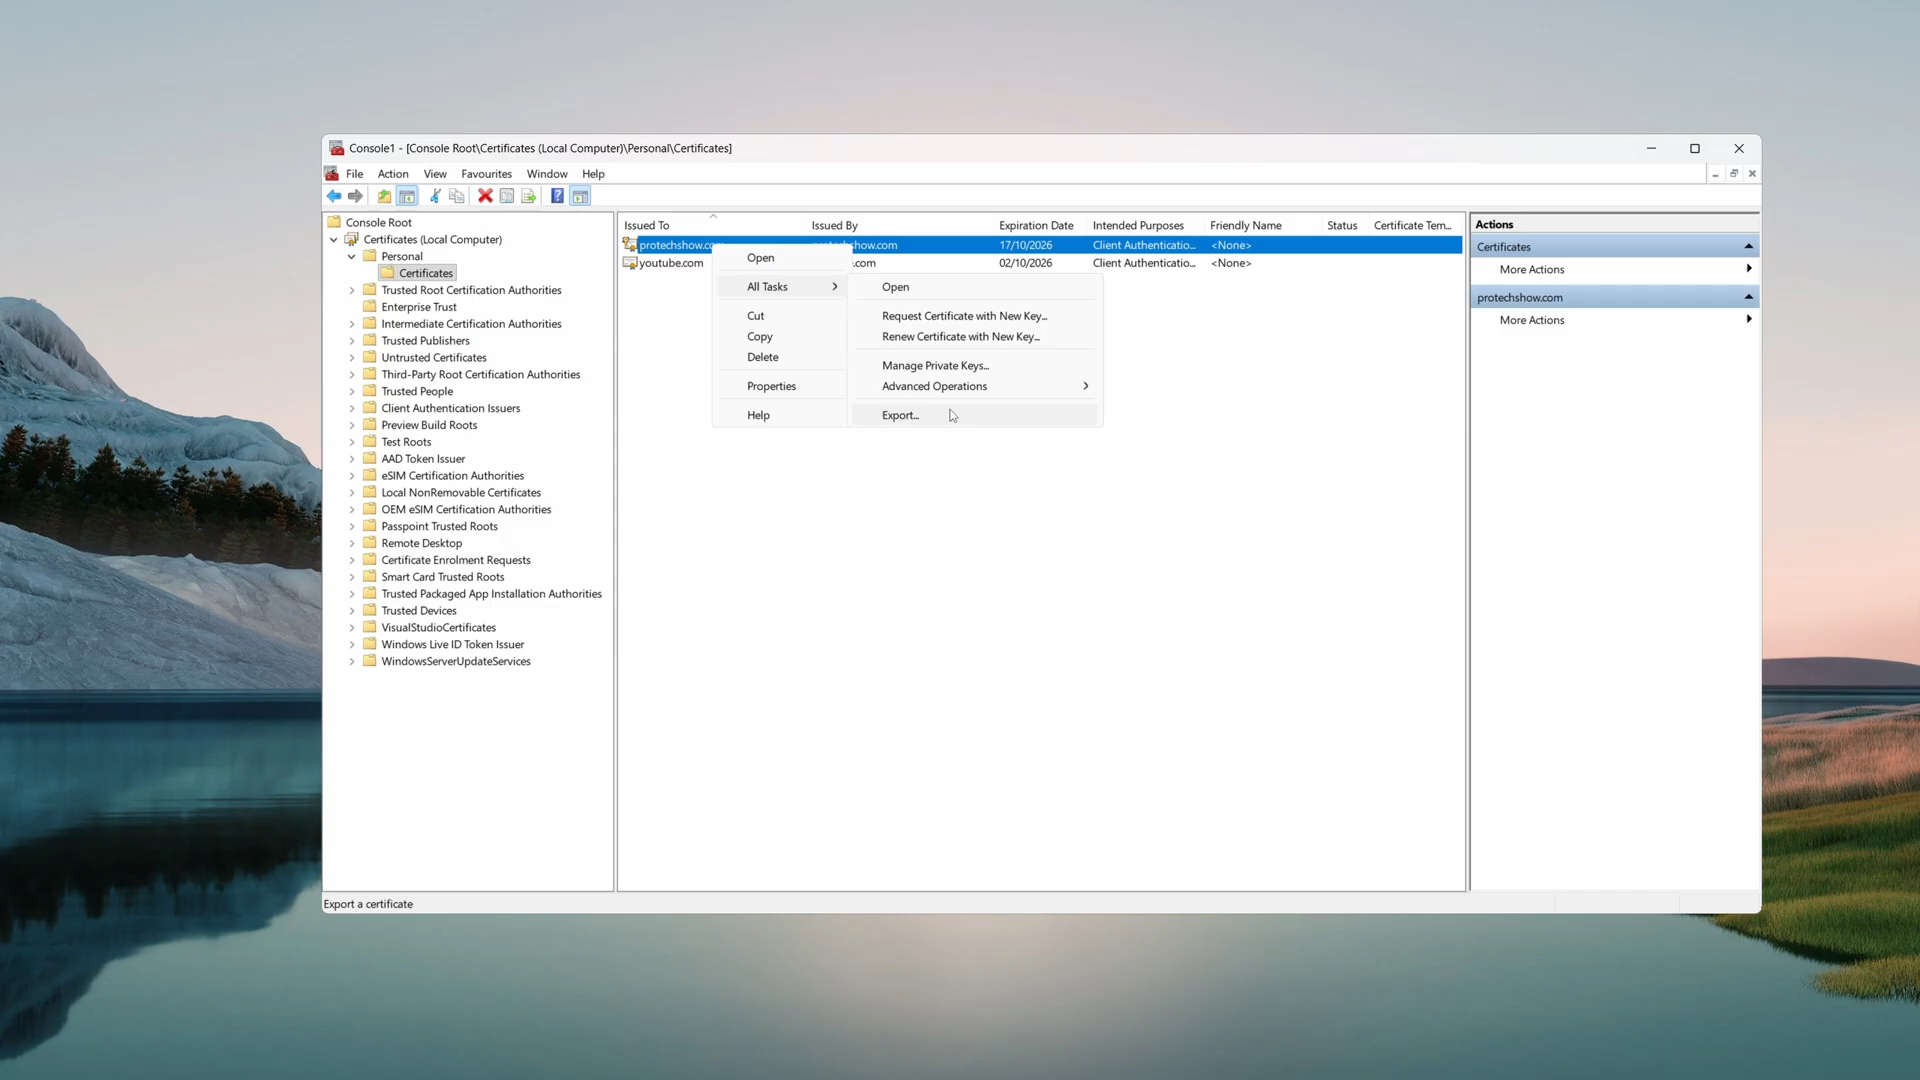 Console1 - [Console Root\Certificates (Local Computer)\Personal\Certificates]
File Action View Favourites Window Help
Console Root
Certificates (Local Computer)
Personal
Certificates
Trusted Root Certification Authorities
Enterprise Trust
Intermediate Certification Authorities
Trusted Publishers
Untrusted Certificates
Third-Party Root Certification Authorities
Trusted People
Client Authentication Issuers
Preview Build Roots
Test Roots
AAD Token Issuer
eSIM Certification Authorities
Local NonRemovable Certificates
OEM eSIM Certification Authorities
Passpoint Trusted Roots
Remote Desktop
Certificate Enrolment Requests
Smart Card Trusted Roots
Trusted Packaged App Installation Authorities
Trusted Devices
VisualStudioCertificates
Windows Live ID Token Issuer
WindowsServerUpdateServices
Issued To Issued By Expiration Date Intended Purposes Friendly Name Status Certificate Tem...
protechshow.com protechshow.com 17/10/2026 Client Authenticatio... <None>
youtube.com .com 02/10/2026 Client Authenticatio... <None>
Open
All Tasks
Cut
Copy
Delete
Properties
Help
Open
Request Certificate with New Key...
Renew Certificate with New Key...
Manage Private Keys...
Advanced Operations
Export...
Actions
Certificates
More Actions
protechshow.com
More Actions
Export a certificate